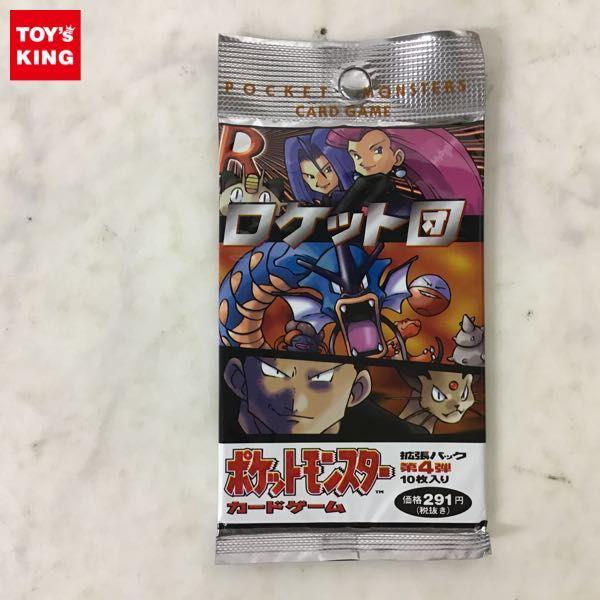 TOY'S
KING
POCKET MONSTERS
CARD GAME
R
ロケット団
ポケットモンスター™
カードゲーム
拡張パック
第4弾
10枚入り
価格291円
(税抜き)